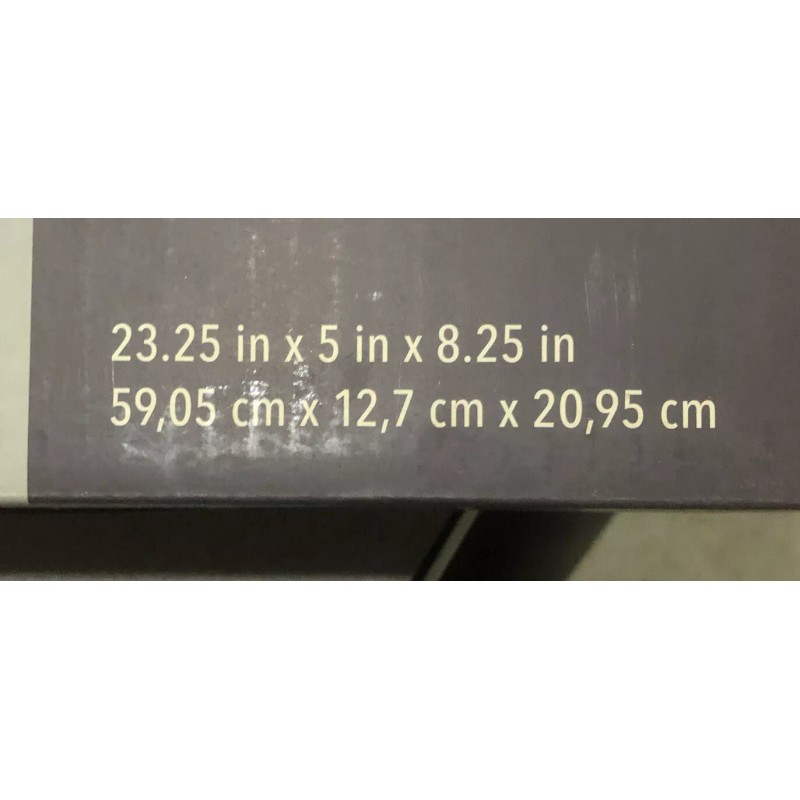 23.25 in x 5 in x 8.25 in
59,05 cm x 12,7 cm x 20,95 cm